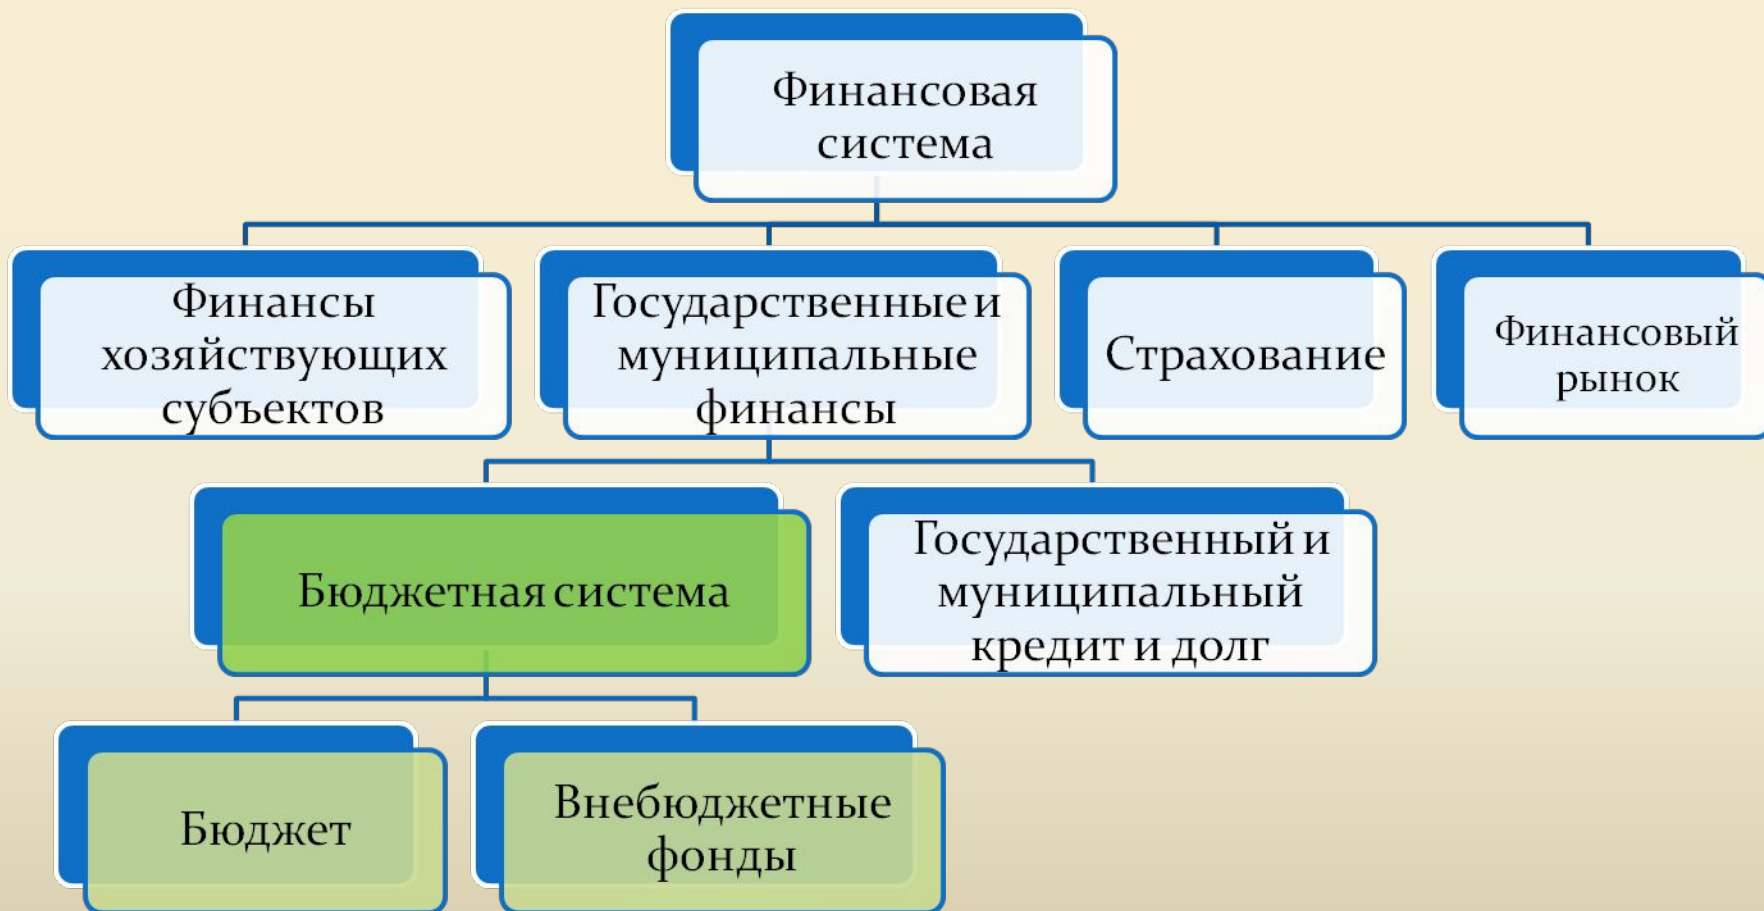 Финансовая
система
Финансы
хозяйствующих
субъектов
Государственные и
муниципальные
финансы
Страхование
Финансовый
рынок
Бюджетная система
Государственный и
муниципальный
кредит и долг
Бюджет
Внебюджетные
фонды